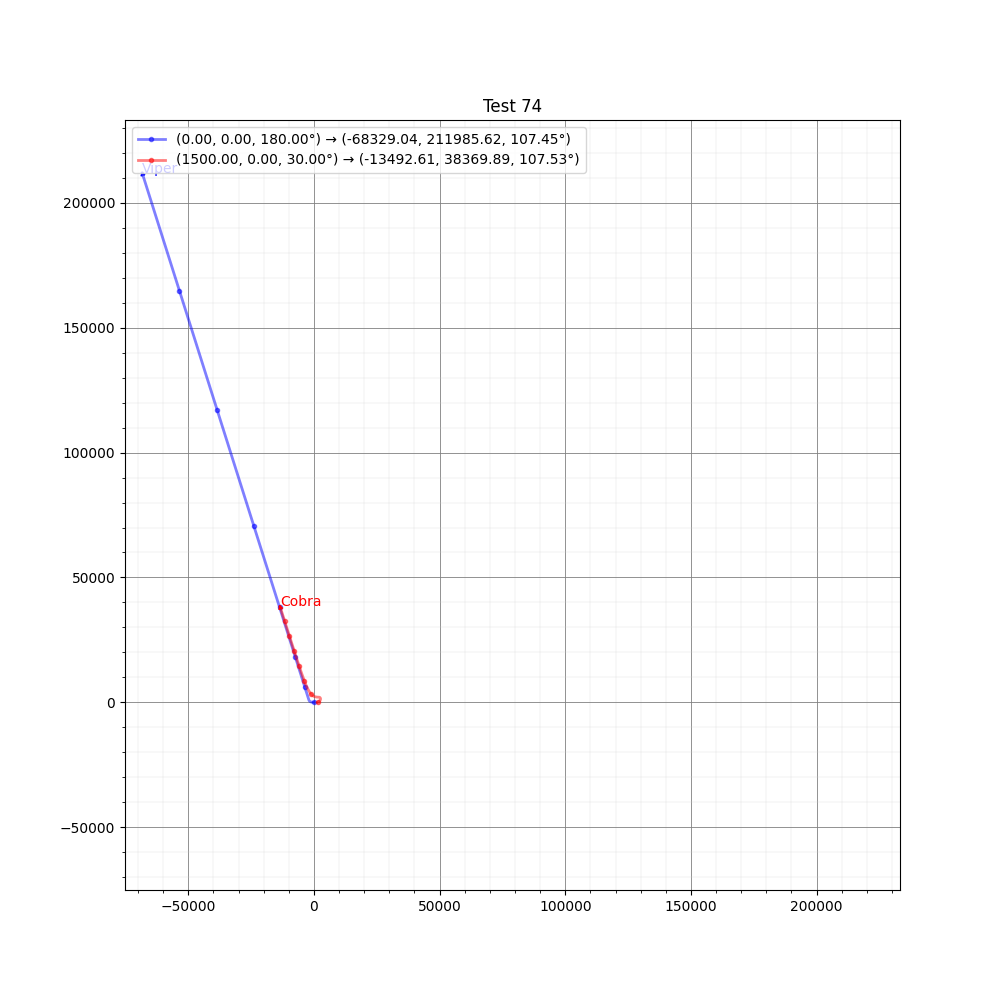 Test 74
(0.00, 0.00, 180.00°) → (-68329.04, 211985.62, 107.45°)
(1500.00, 0.00, 30.00°) → (-13492.61, 38369.89, 107.53°)
Viper
200000
150000
100000
50000
Cobra
0
−50000
−50000 0 50000 100000 150000 200000